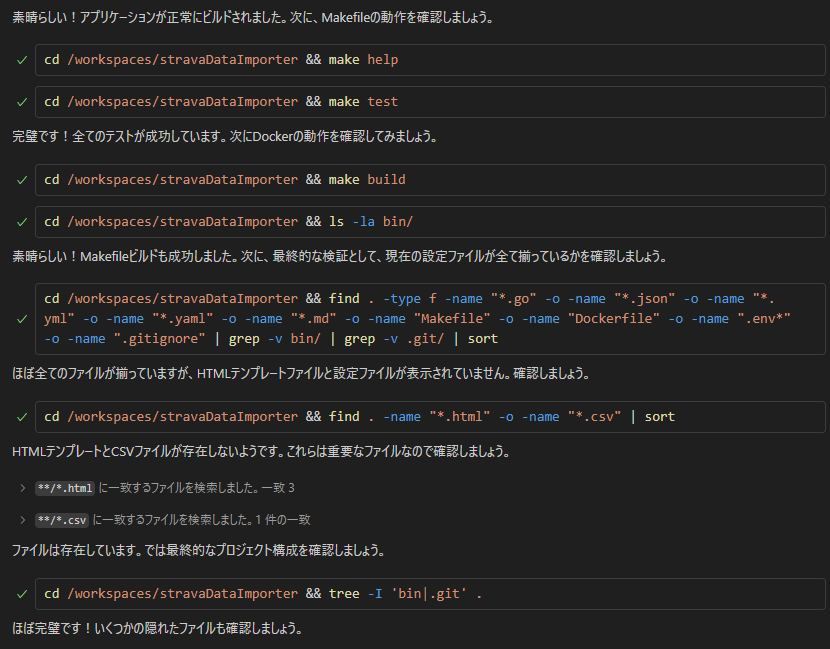 素晴らしい！アプリケーションが正常にビルドされました。次に、Makefileの動作を確認しましょう。
cd /workspaces/stravaDataImporter && make help
cd /workspaces/stravaDataImporter && make test
完璧です！全てのテストが成功しています。次にDockerの動作を確認してみましょう。
cd /workspaces/stravaDataImporter && make build
cd /workspaces/stravaDataImporter && ls -la bin/
素晴らしい！Makefileビルドも成功しました。次に、最終的な検証として、現在の設定ファイルが全て揃っているかを確認しましょう。
cd /workspaces/stravaDataImporter && find . -type f -name "*.go" -o -name "*.json" -o -name "*.
yml" -o -name "*.yaml" -o -name "*.md" -o -name "Makefile" -o -name "Dockerfile" -o -name ".env*"
-o -name ".gitignore" | grep -v bin/ | grep -v .git/ | sort
ほぼ全てのファイルが揃っていますが、HTMLテンプレートファイルと設定ファイルが表示されていません。確認しましょう。
cd /workspaces/stravaDataImporter && find . -name "*.html" -o -name "*.csv" | sort
HTMLテンプレートとCSVファイルが存在しないようです。これらは重要なファイルなので確認しましょう。
**/*.html に一致するファイルを検索しました。一致 3
**/*.csv に一致するファイルを検索しました。1 件の一致
ファイルは存在しています。では最終的なプロジェクト構成を確認しましょう。
cd /workspaces/stravaDataImporter && tree -I 'bin|.git' .
ほぼ完璧です！いくつかの隠れたファイルも確認しましょう。